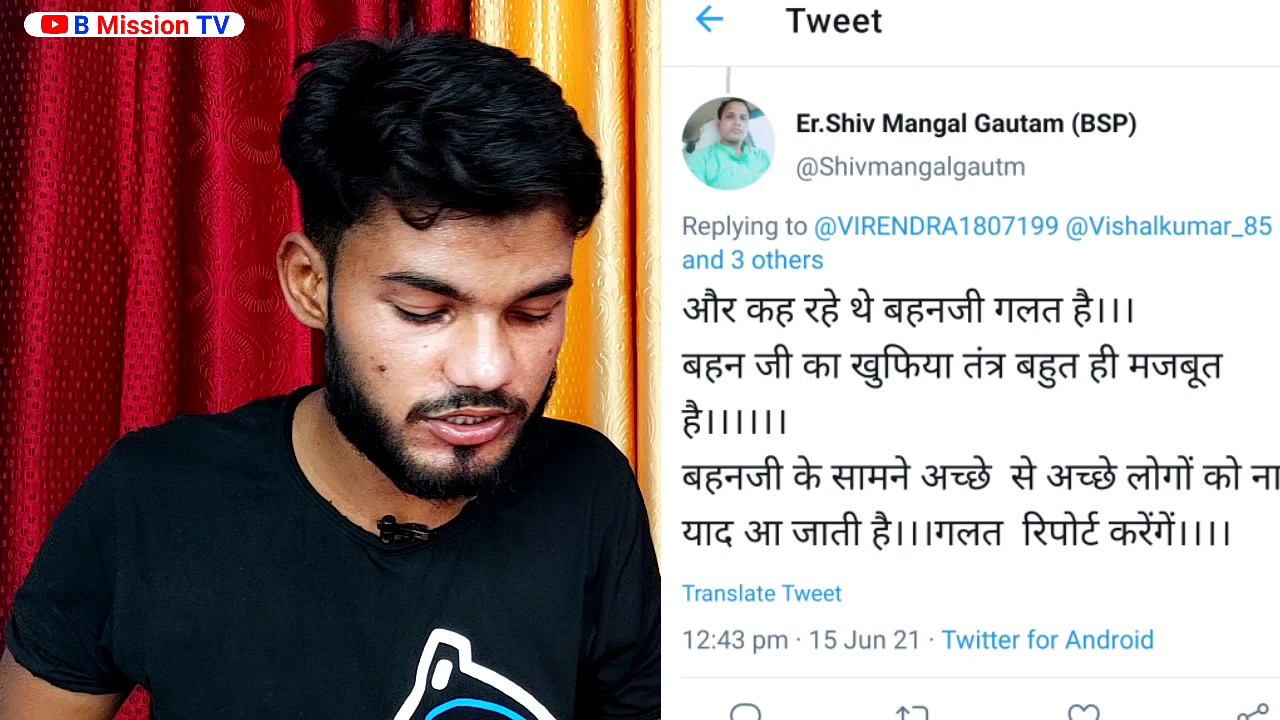 B Mission TV
Tweet
Er.Shiv Mangal Gautam (BSP)
@Shivmangalgautm
Replying to @VIRENDRA1807199 @Vishalkumar_85
and 3 others
और कह रहे थे बहनजी गलत है।।।
बहन जी का खुफिया तंत्र बहुत ही मजबूत
है।।।।।।
बहनजी के सामने अच्छे से अच्छे लोगों को
याद आ जाती है।।।गलत रिपोर्ट करेंगें।।।।
Translate Tweet
12:43 pm · 15 Jun 21 · Twitter for Android